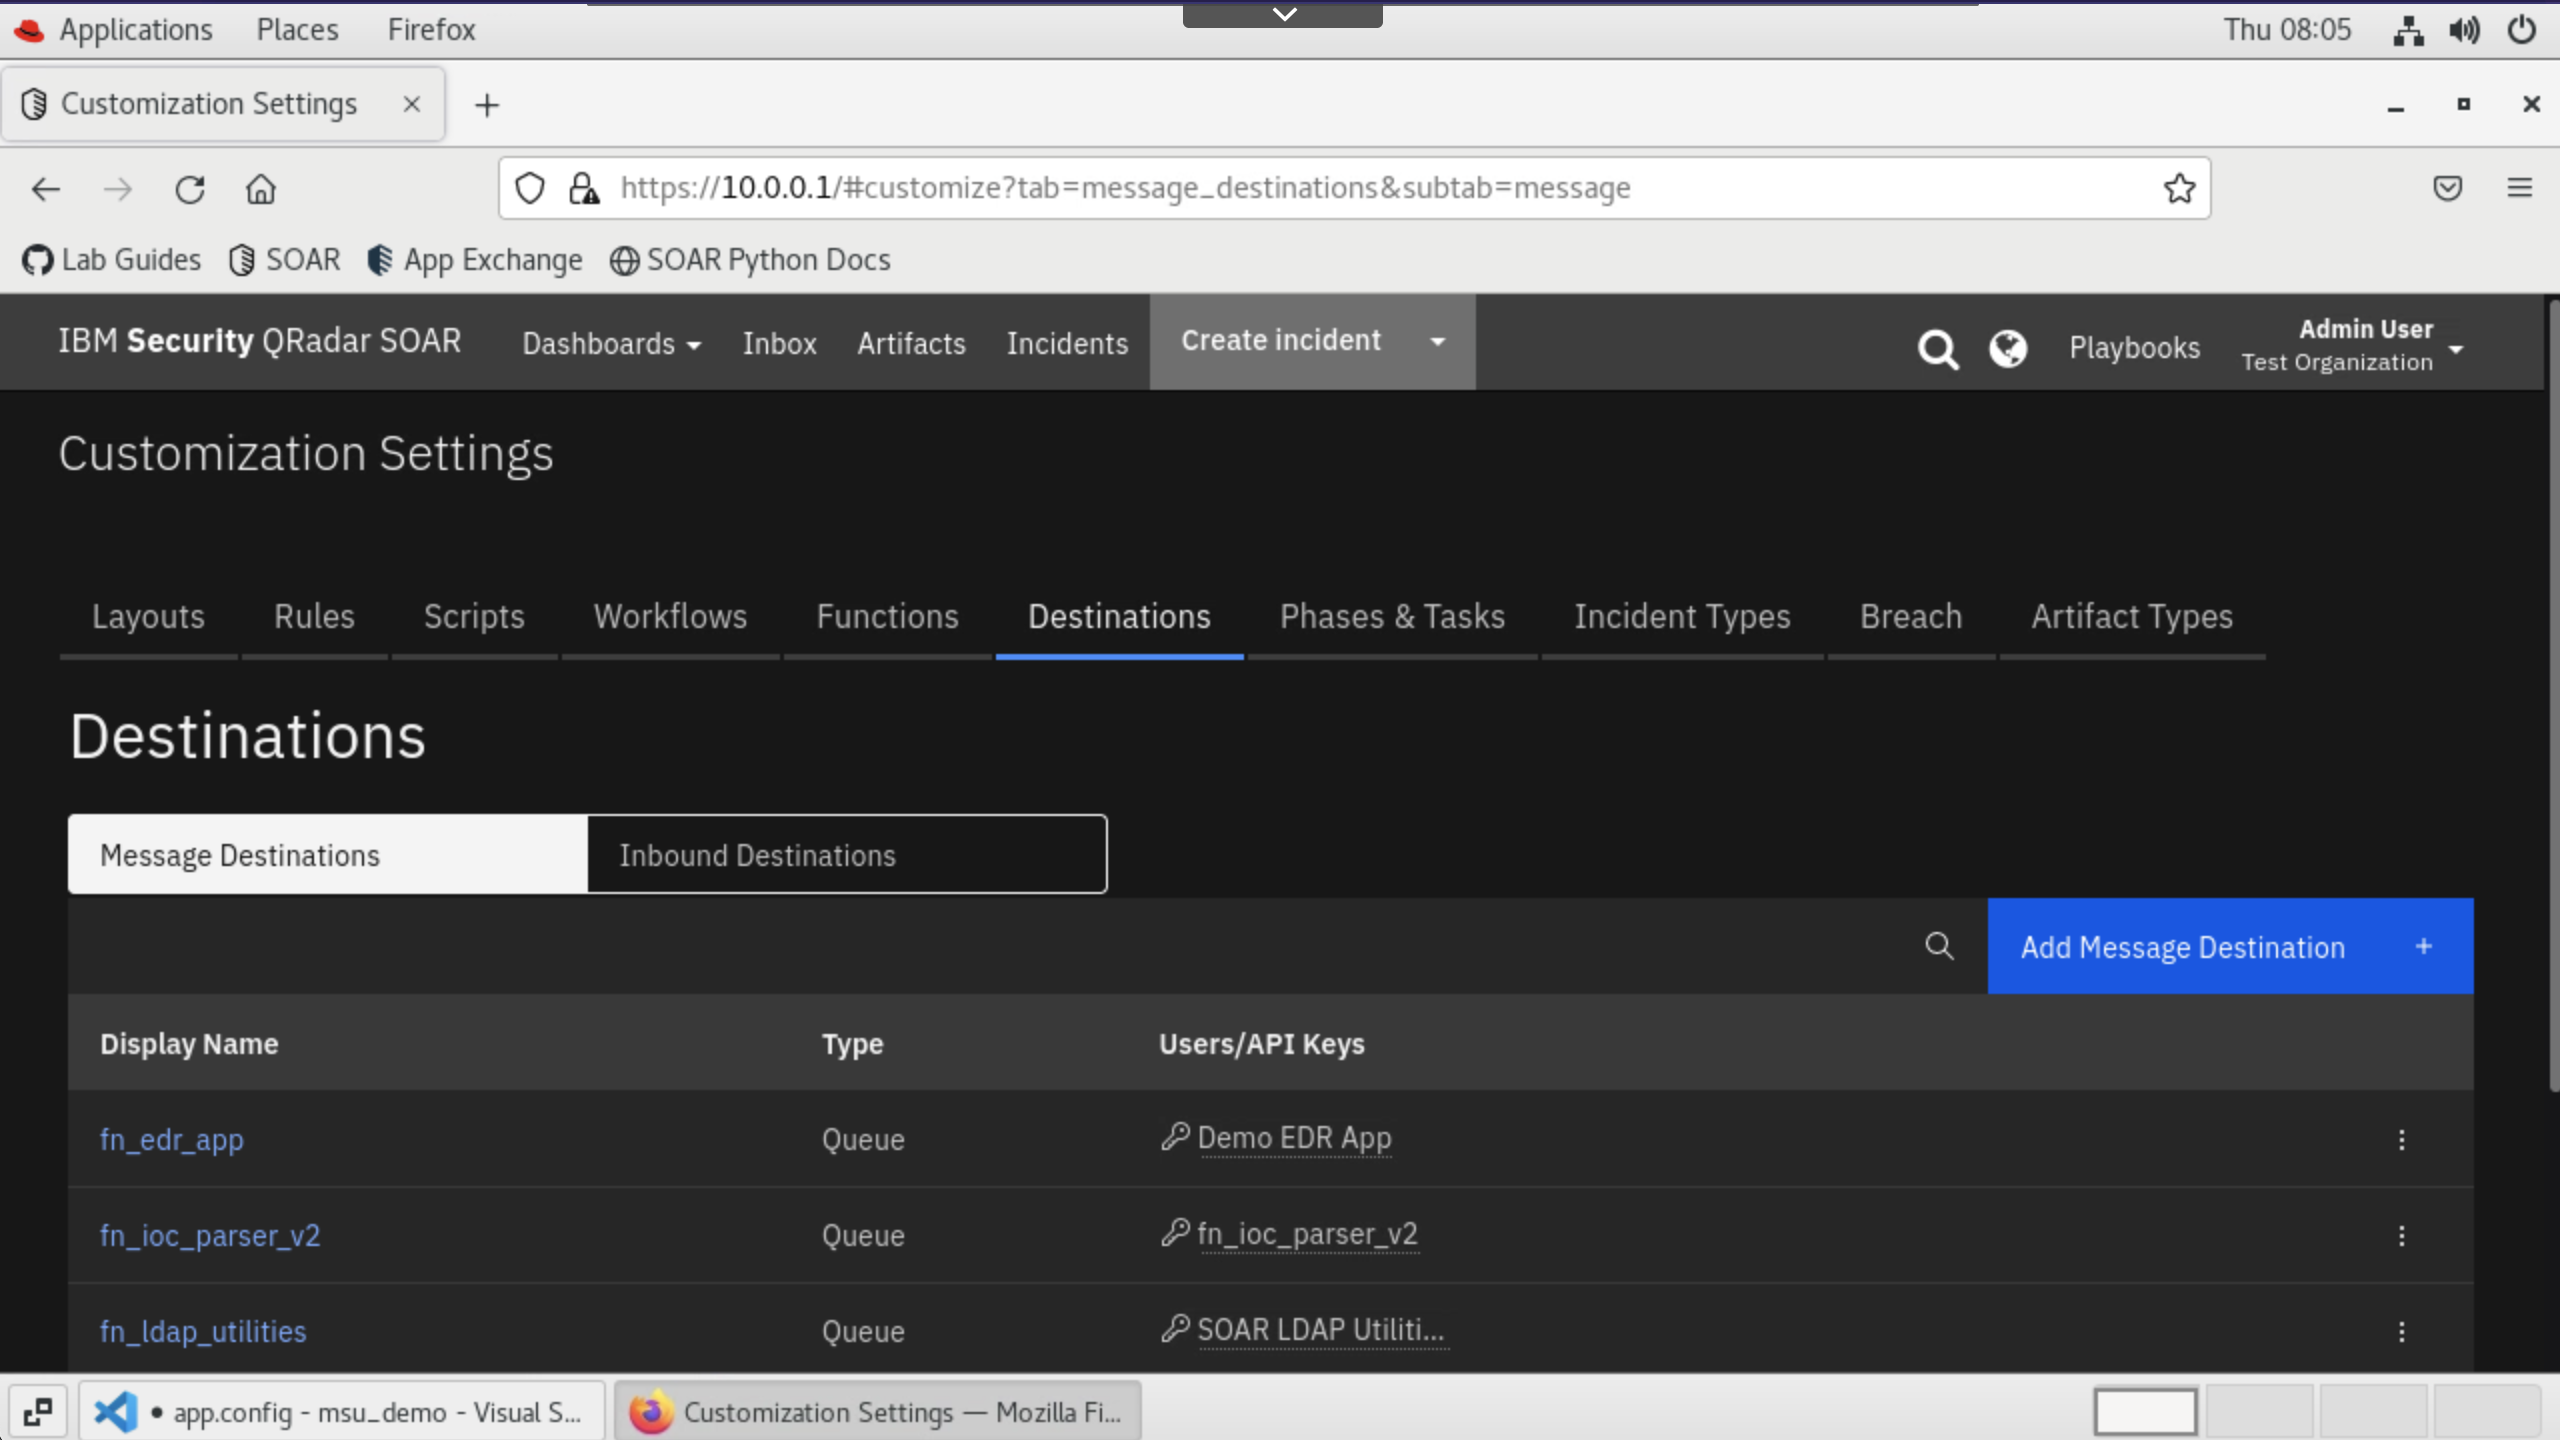 Applications Places Firefox Thu 08:05
Customization Settings
https://10.0.0.1/#customize?tab=message_destinations&subtab=message
Lab Guides SOAR App Exchange SOAR Python Docs
IBM Security QRadar SOAR Dashboards Inbox Artifacts Incidents Create incident Playbooks Admin User
Test Organization
Customization Settings
Layouts Rules Scripts Workflows Functions Destinations Phases & Tasks Incident Types Breach Artifact Types
Destinations
Message Destinations Inbound Destinations
Add Message Destination +
Display Name Type Users/API Keys
fn_edr_app Queue Demo EDR App
fn_ioc_parser_v2 Queue fn_ioc_parser_v2
fn_ldap_utilities Queue SOAR LDAP Utiliti...
• app.config - msu_demo - Visual S... Customization Settings — Mozilla Fi...